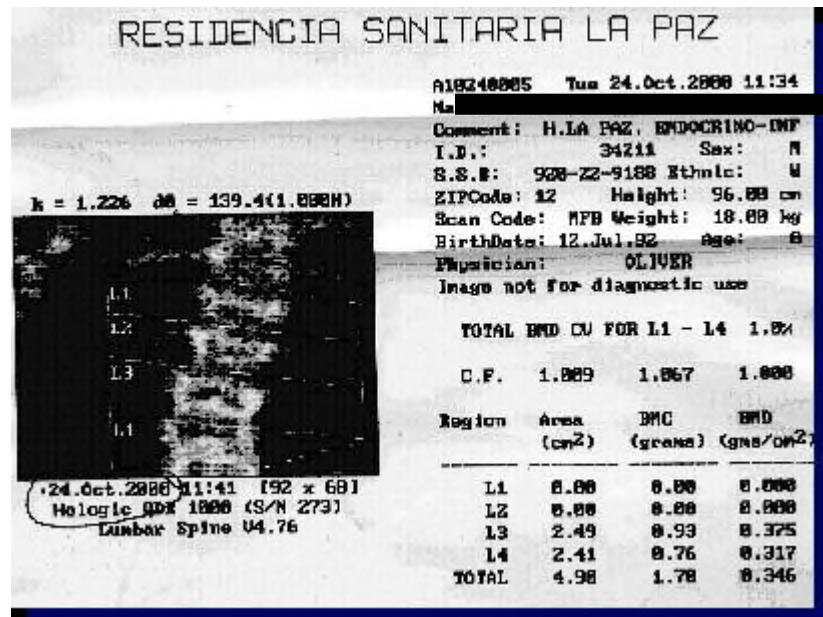 RESIDENCIA SANITARIA LA PAZ
A10240005 Tue 24.Oct.2000 11:34
Comment: H.LA PAZ. ENDOCRINO-INF
I.D.: 34211 Sex: M
S.S.#: 920-22-9188 Ethnic: W
ZIPCode: 12 Height: 96.00 cm
Scan Code: MFB Weight: 18.00 kg
BirthDate: 12.Jul.92 Age: 8
Physician: OLIVER
Image not for diagnostic use
TOTAL BMD CV FOR L1 - L4 1.0%
C.F. 1.009 1.067 1.000
Region Area BMC BMD
(cm2) (grams) (gms/cm2)
L1 0.00 0.00 0.000
L2 0.00 0.00 0.000
L3 2.49 0.93 0.375
L4 2.41 0.76 0.317
TOTAL 4.90 1.70 0.346
k = 1.226 d0 = 139.4(1.000H)
L1
L2
L3
24.Oct.2000 11:41 [92 x 60]
Hologic QDR 1000 (S/N 273)
Lumbar Spine V4.76